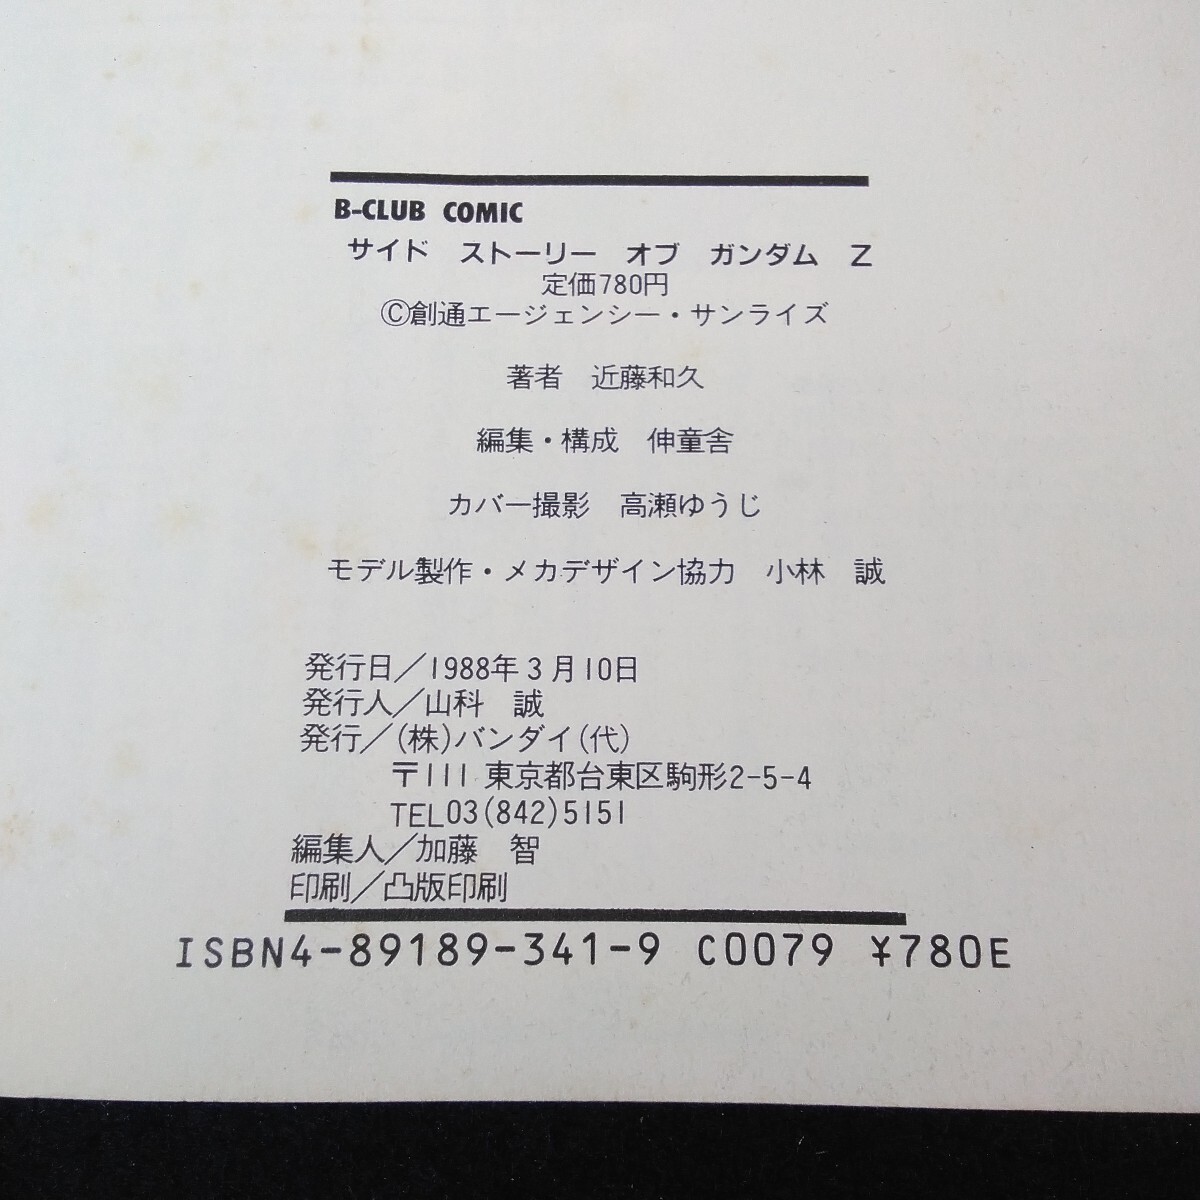 B-CLUB COMIC
サイド ストーリー オブ ガンダム Z
定価780円
Ⓒ創通エージェンシー・サンライズ
著者 近藤和久
編集・構成 伸童舎
カバー撮影 高瀬ゆうじ
モデル製作・メカデザイン協力 小林 誠
発行日／1988年3月10日
発行人／山科 誠
発行／(株)バンダイ(代)
〒111 東京都台東区駒形2-5-4
TEL03(842)5151
編集人／加藤 智
印刷／凸版印刷
ISBN4-89189-341-9 C0079 ¥780E